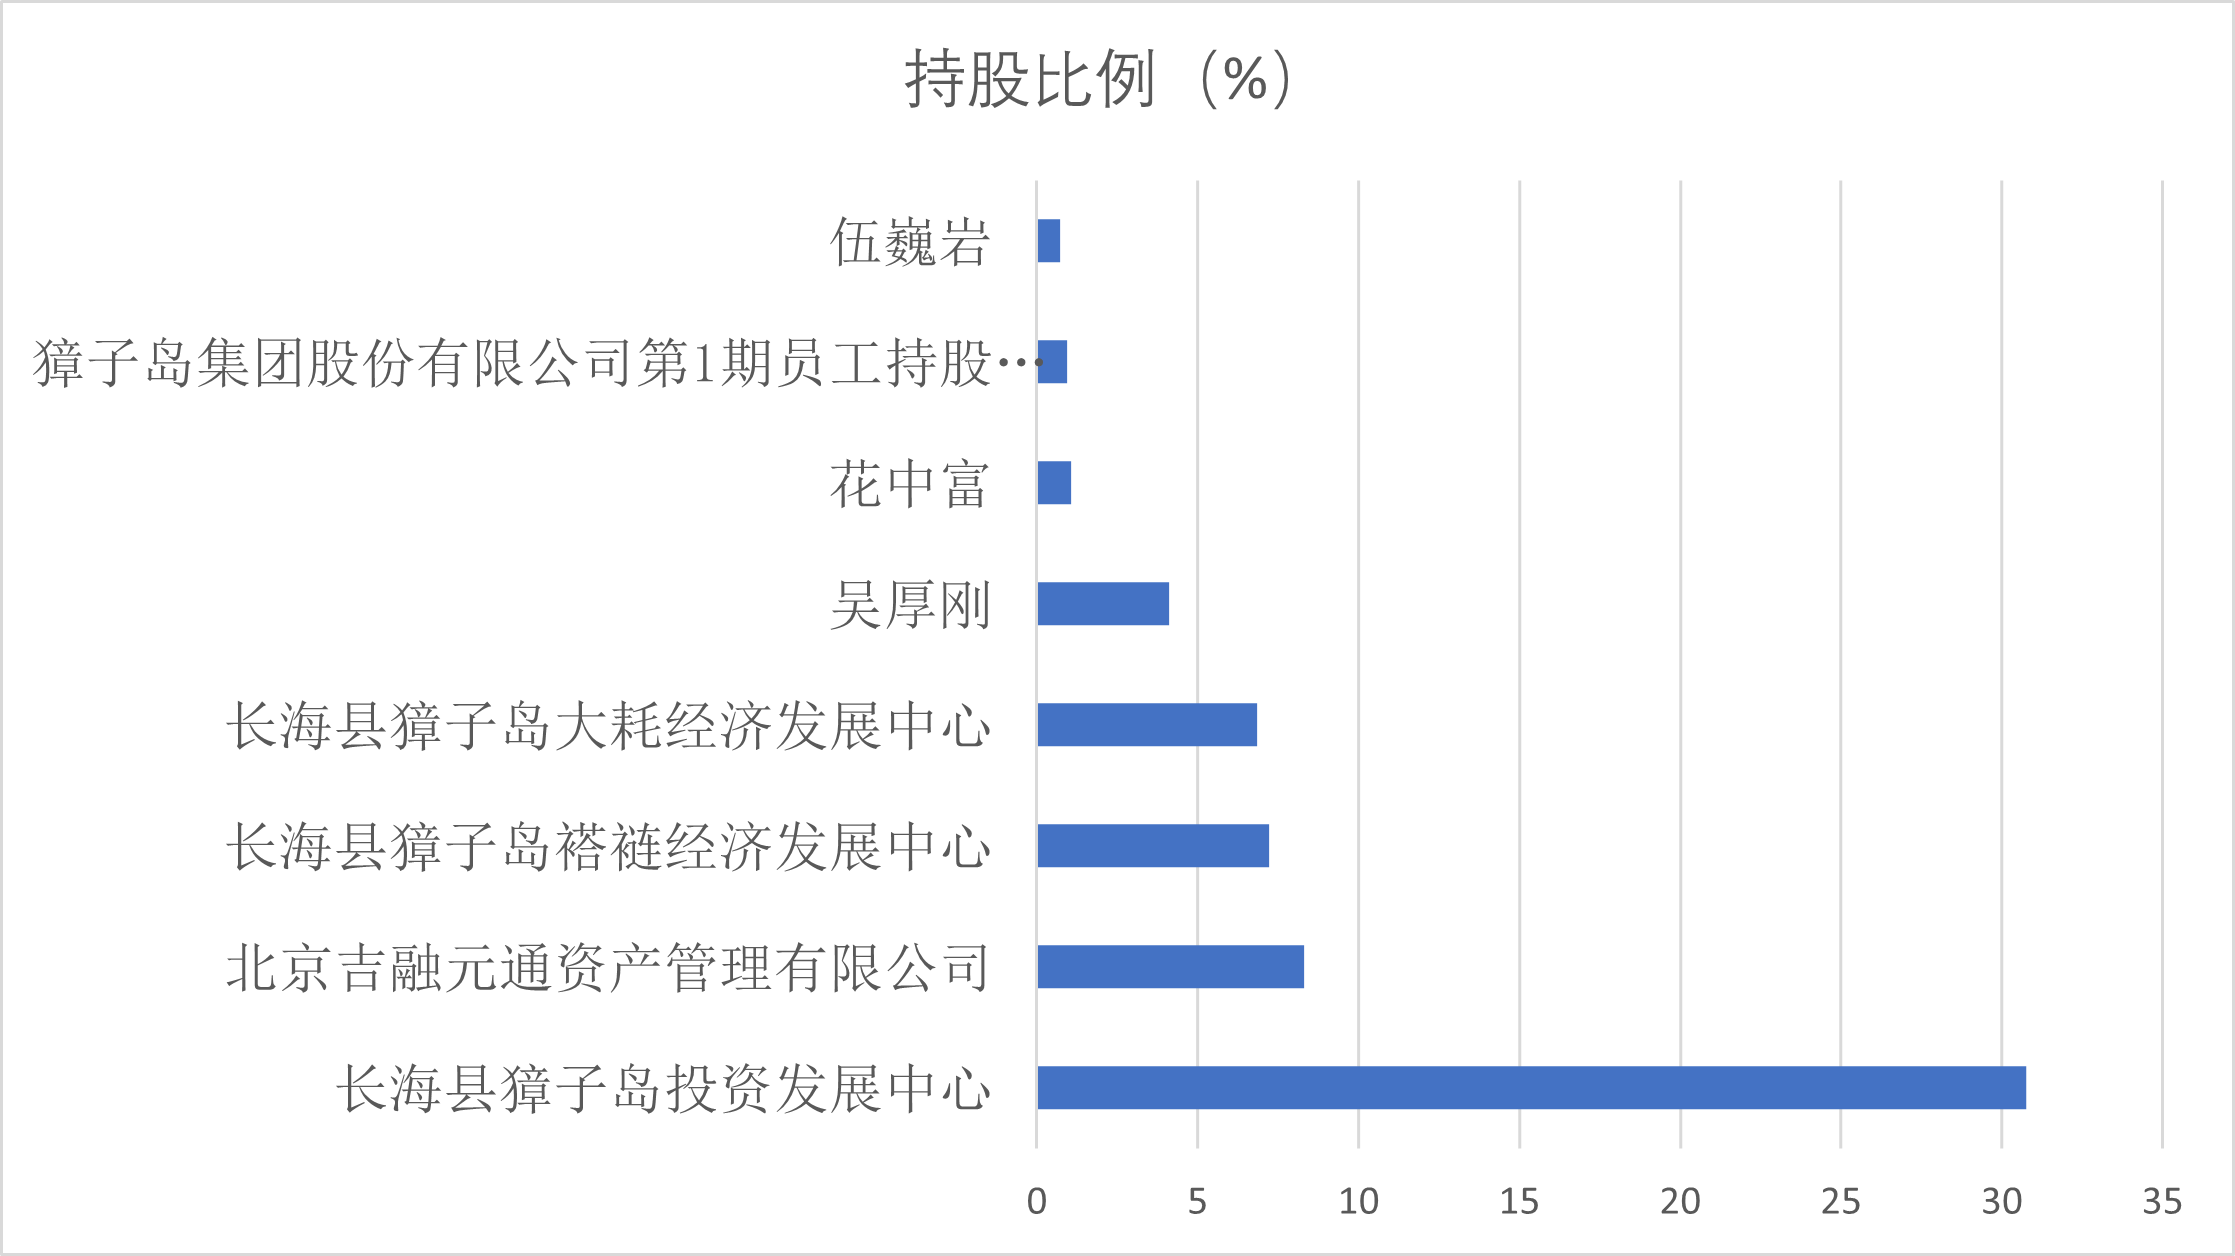 持股比例（%）
伍巍岩
獐子岛集团股份有限公司第1期员工持股…
花中富
吴厚刚
长海县獐子岛大耗经济发展中心
长海县獐子岛褡裢经济发展中心
北京吉融元通资产管理有限公司
长海县獐子岛投资发展中心
0 5 10 15 20 25 30 35